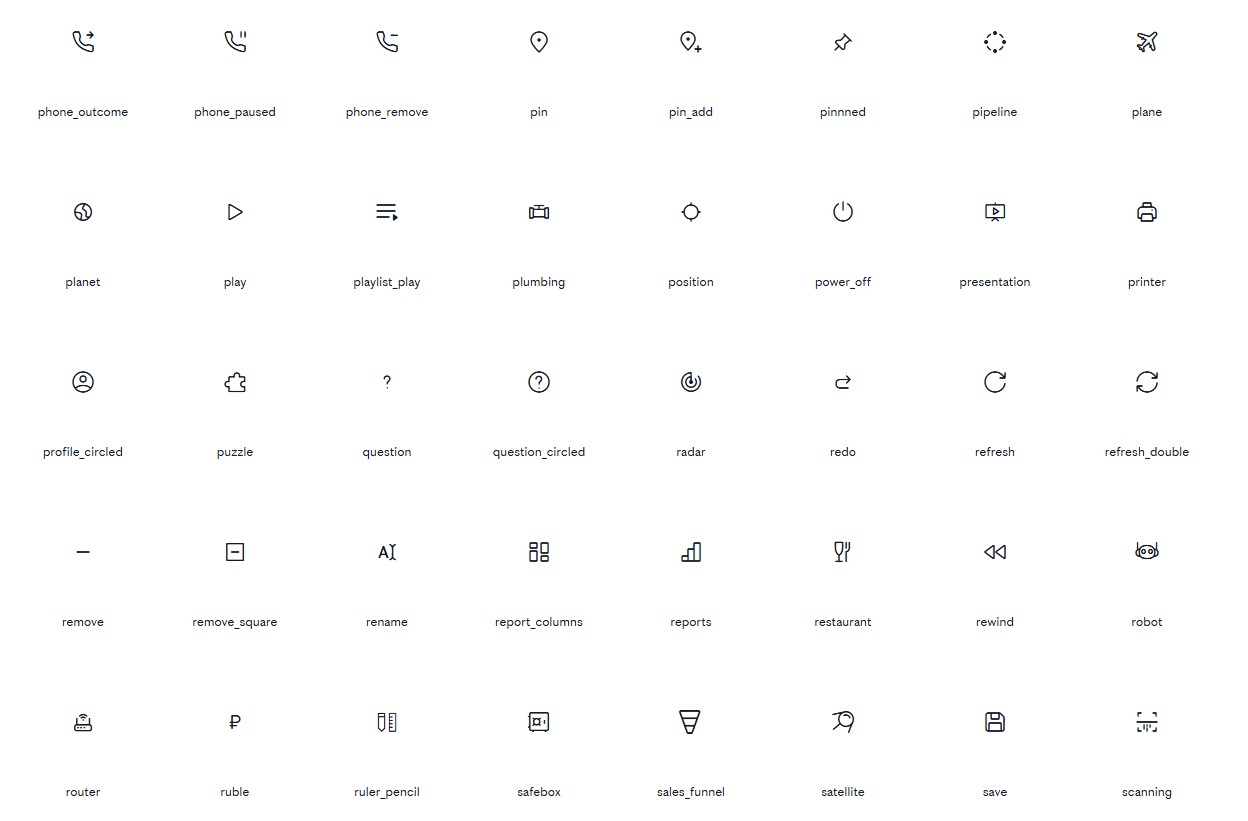 phone_outcome phone_paused phone_remove pin pin_add pinnned pipeline plane
planet play playlist_play plumbing position power_off presentation printer
profile_circled puzzle question question_circled radar redo refresh refresh_double
remove remove_square rename report_columns reports restaurant rewind robot
router ruble ruler_pencil safebox sales_funnel satellite save scanning